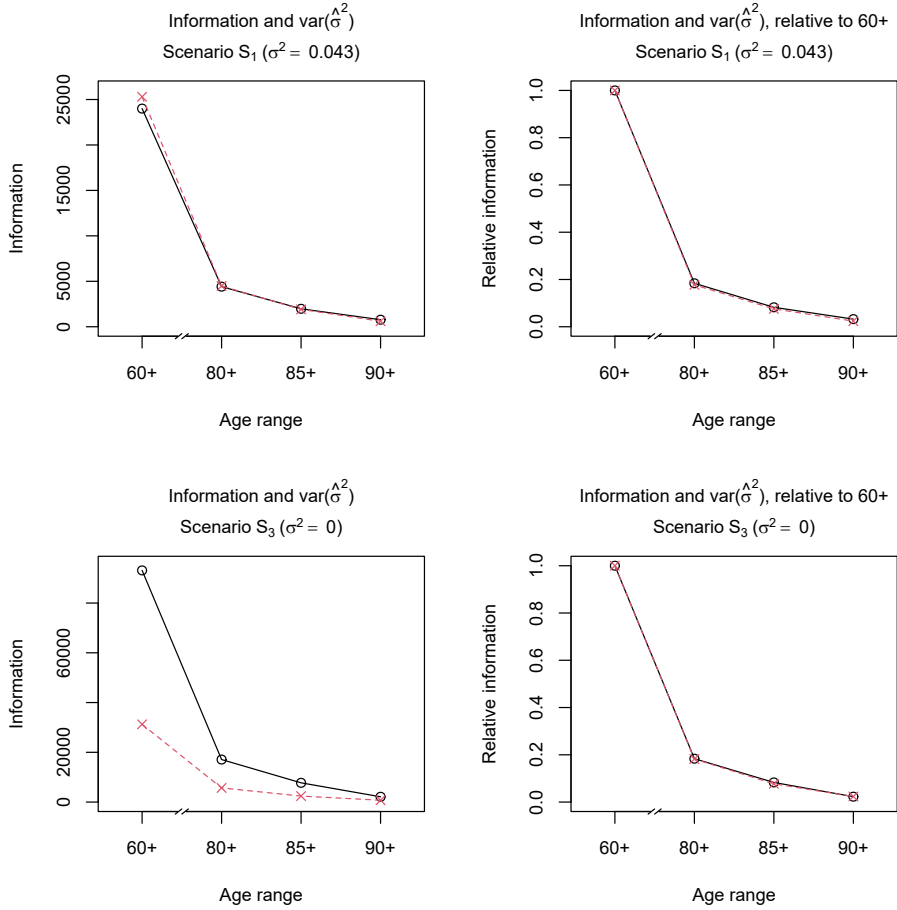 Information and var(σ̂²)
Scenario S₁ (σ² = 0.043)
Information
25000
15000
5000
0
60+ 80+ 85+ 90+
Age range
Information and var(σ̂²), relative to 60+
Scenario S₁ (σ² = 0.043)
Relative information
1.0
0.8
0.6
0.4
0.2
0.0
60+ 80+ 85+ 90+
Age range
Information and var(σ̂²)
Scenario S₃ (σ² = 0)
Information
60000
20000
0
60+ 80+ 85+ 90+
Age range
Information and var(σ̂²), relative to 60+
Scenario S₃ (σ² = 0)
Relative information
1.0
0.8
0.6
0.4
0.2
0.0
60+ 80+ 85+ 90+
Age range